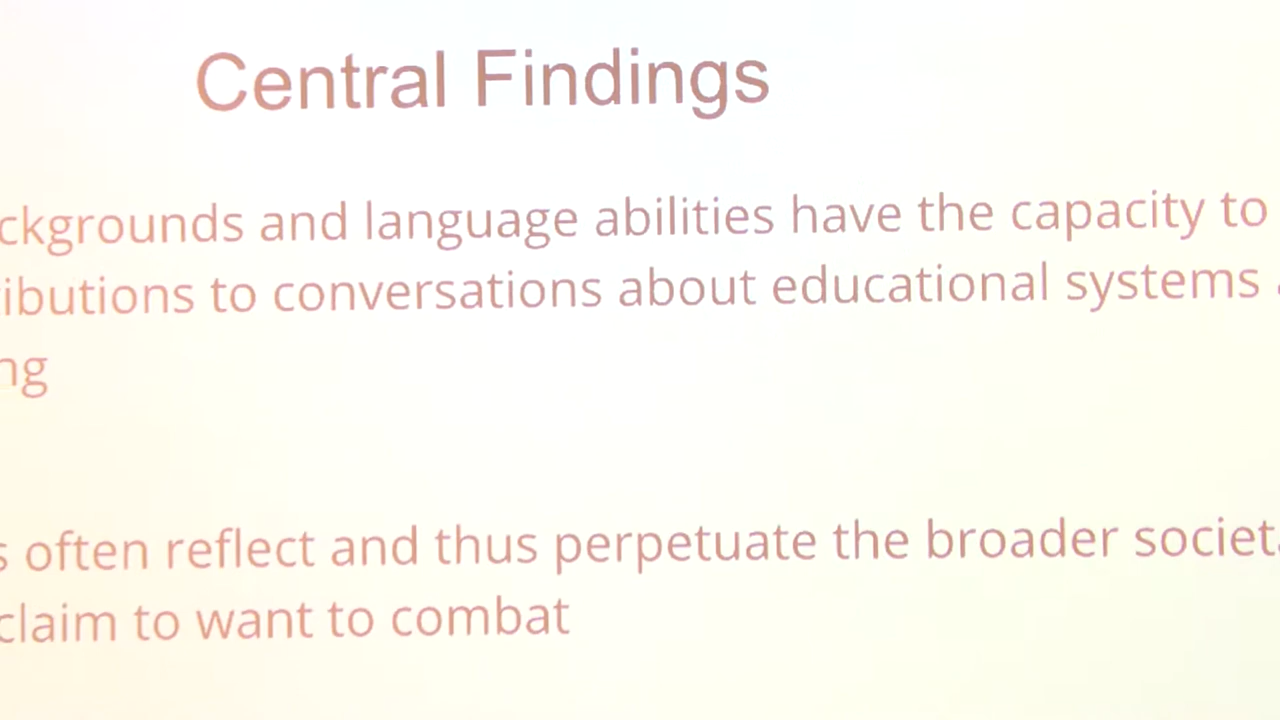 Central Findings
ckgrounds and language abilities have the capacity to
ibutions to conversations about educational systems
ng
s often reflect and thus perpetuate the broader societ
claim to want to combat